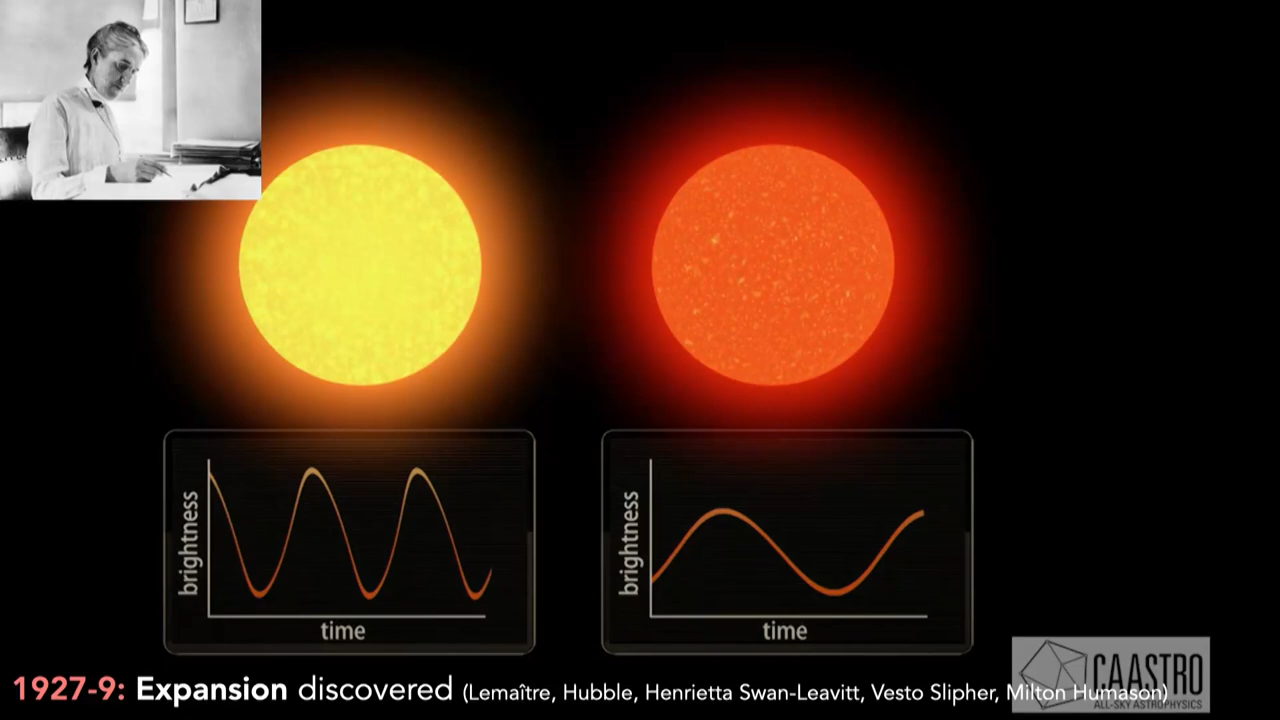 brightness
time
brightness
time
CAASTRO
ALL-SKY ASTROPHYSICS
1927-9: Expansion discovered (Lemaître, Hubble, Henrietta Swan-Leavitt, Vesto Slipher, Milton Humason)